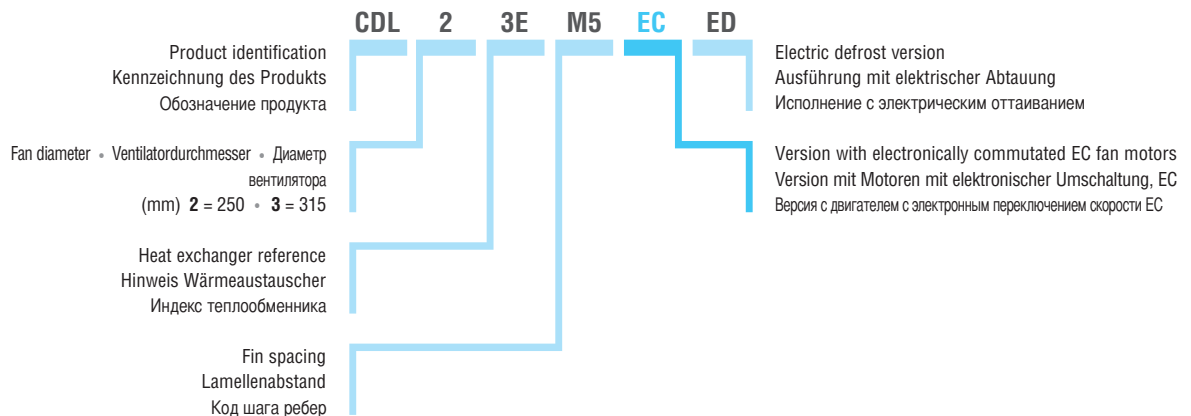 CDL 2 3E M5 EC ED
Product identification
Kennzeichnung des Produkts
Обозначение продукта
Electric defrost version
Ausführung mit elektrischer Abtauung
Исполнение с электрическим оттаиванием
Fan diameter • Ventilatordurchmesser • Диаметр
вентилятора
(mm) 2 = 250 • 3 = 315
Version with electronically commutated EC fan motors
Version mit Motoren mit elektronischer Umschaltung, EC
Версия с двигателем с электронным переключением скорости EC
Heat exchanger reference
Hinweis Wärmeaustauscher
Индекс теплообменника
Fin spacing
Lamellenabstand
Код шага ребер